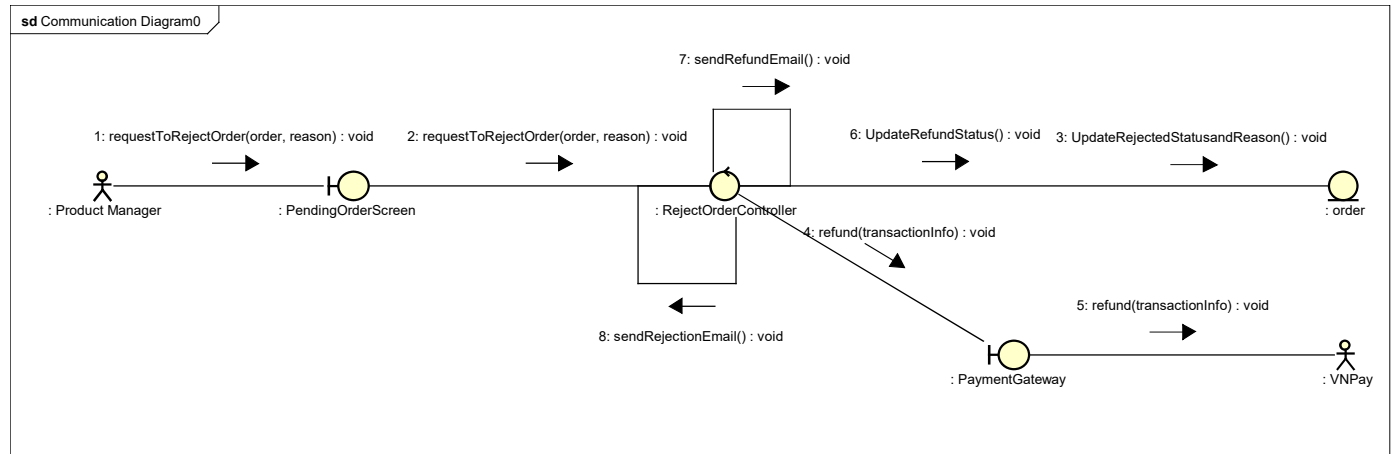 sd Communication Diagram0
7: sendRefundEmail() : void
1: requestToRejectOrder(order, reason) : void
2: requestToRejectOrder(order, reason) : void
6: UpdateRefundStatus() : void
3: UpdateRejectedStatusandReason() : void
: Product Manager
: PendingOrderScreen
: RejectOrderController
: order
4: refund(transactionInfo) : void
5: refund(transactionInfo) : void
8: sendRejectionEmail() : void
: PaymentGateway
: VNPay